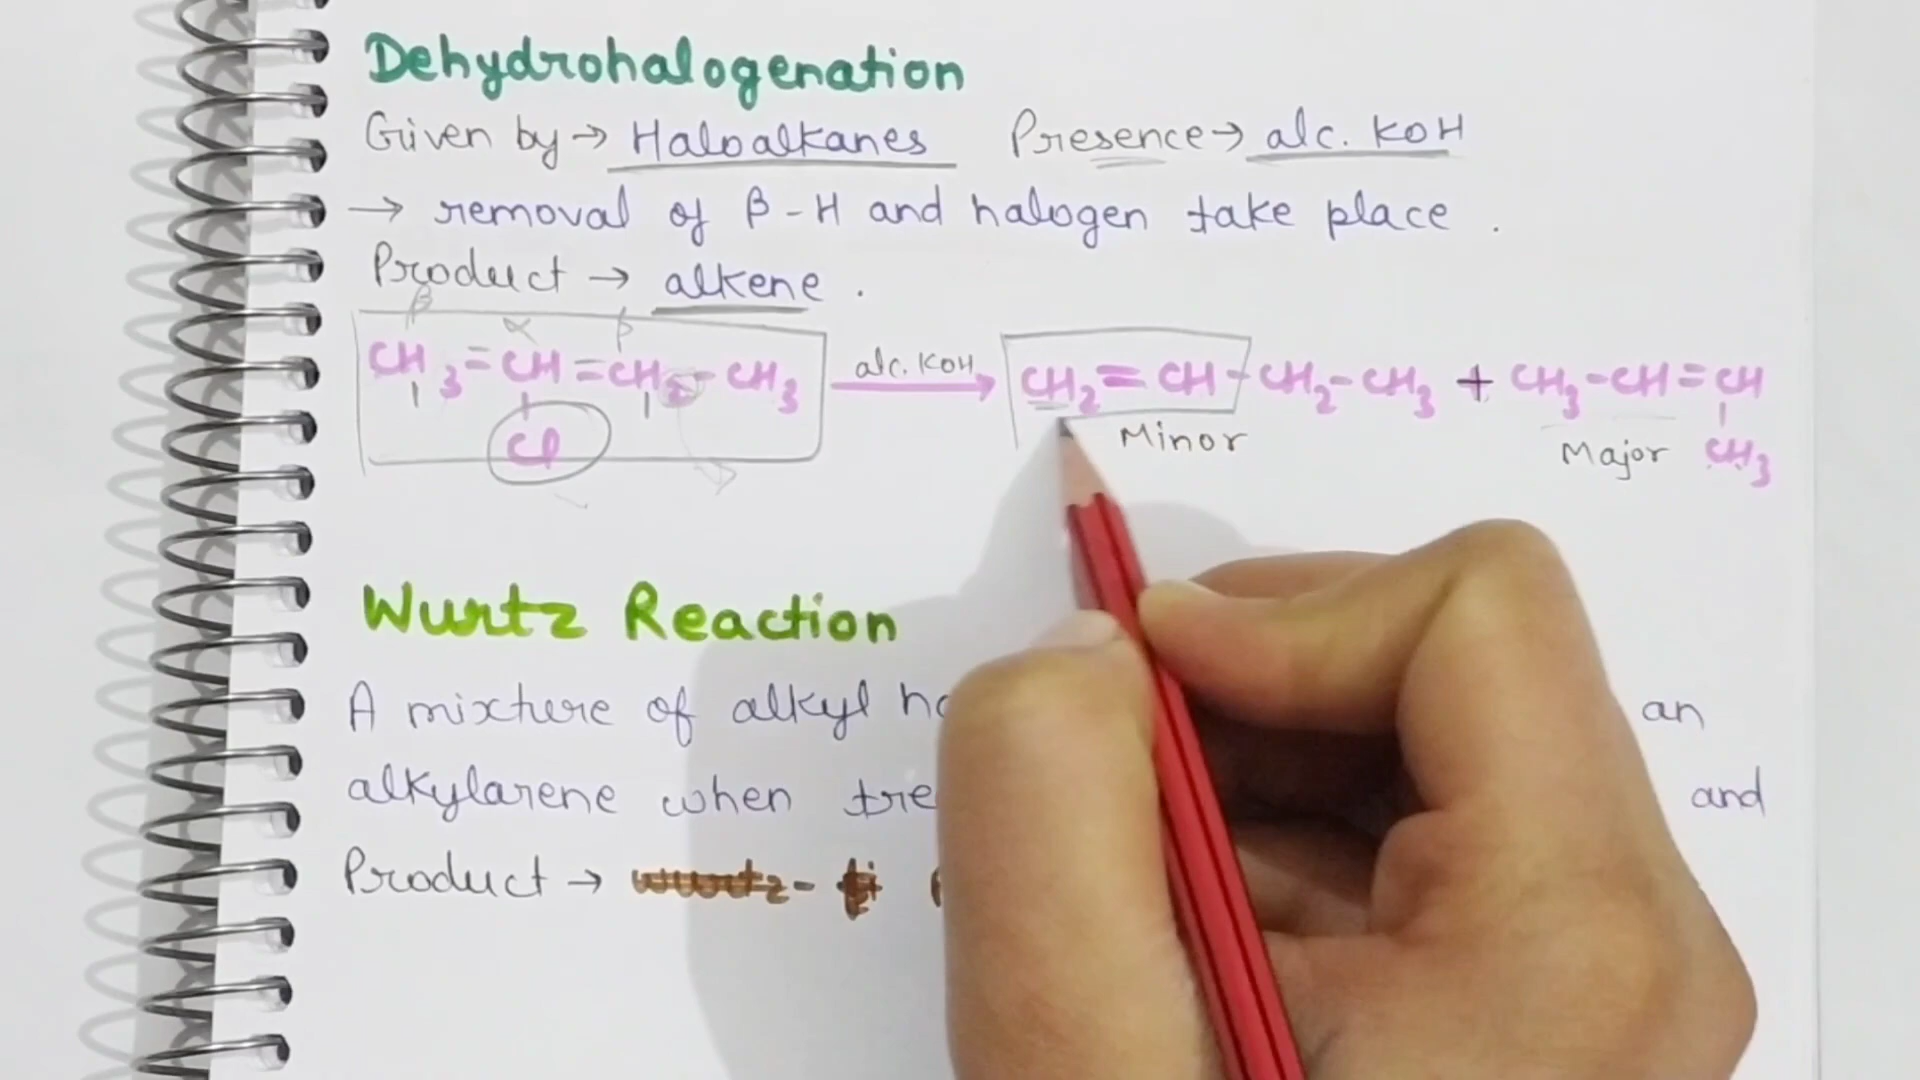 Dehydrohalogenation
Given by → Haloalkanes Presence → alc. KOH
→ removal of β-H and halogen take place.
Product → alkene.
β α β
CH3-CH=CH2-CH3 alc. KOH CH2=CH-CH2-CH3 + CH3-CH=CH
Cl Minor Major CH3
Wurtz Reaction
A mixture of alkyl an
alkylarene when and
Product →